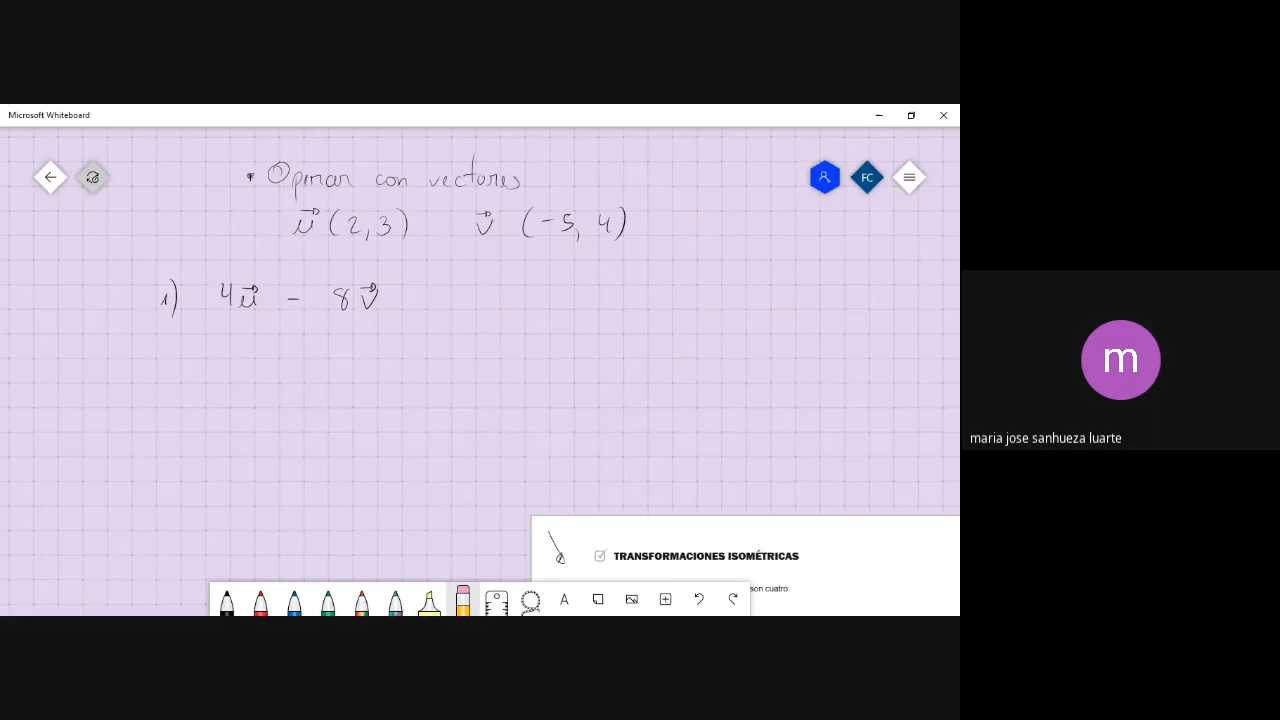 Microsoft Whiteboard
• Operar con vectores
FC
u⃗ (2,3) v⃗ (-5, 4)
1) 4u⃗ - 8v⃗
m
maria jose sanhueza luarte
TRANSFORMACIONES ISOMÉTRICAS
son cuatro:
A